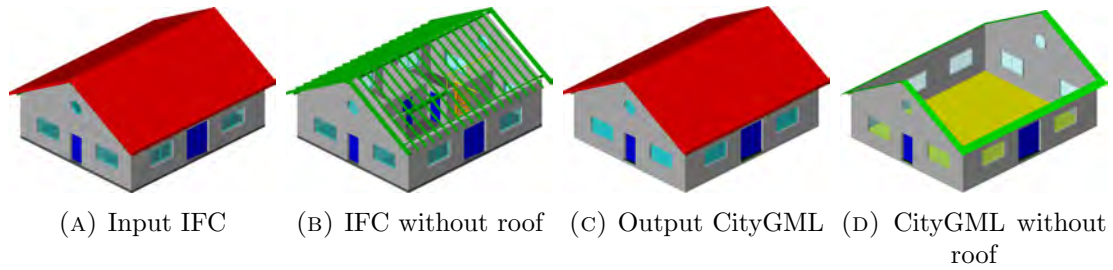 (A) Input IFC
(B) IFC without roof
(C) Output CityGML
(D) CityGML without
roof